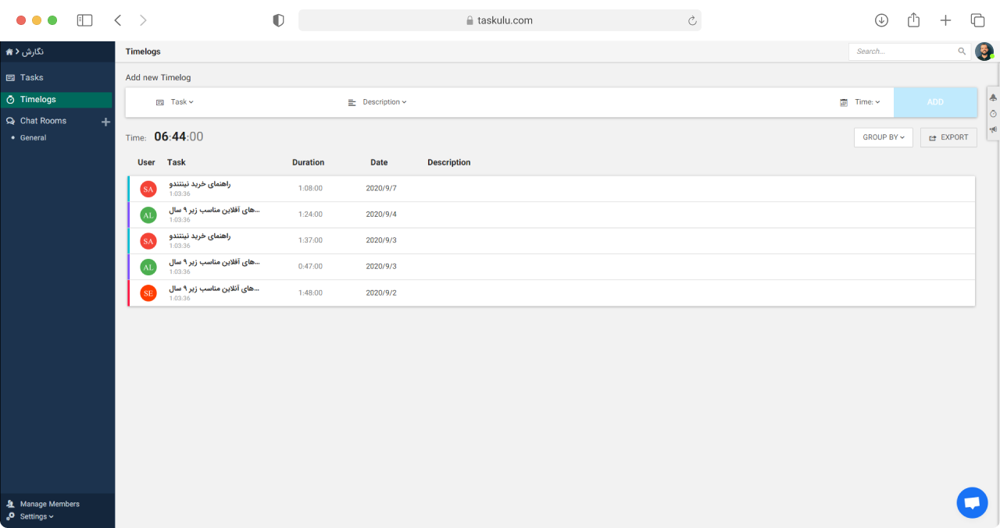 taskulu.com
نگارش
Timelogs
Search...
Tasks
Timelogs
Chat Rooms
General
Add new Timelog
Task
Description
Time:
ADD
Time: 06:44:00
GROUP BY
EXPORT
User Task Duration Date Description
SA راهنمای خرید نینتندو 1:08:00 2020/9/7
1:03:36
AL های آفلاین مناسب زیر ۹ سال... 1:24:00 2020/9/4
1:03:36
SA راهنمای خرید نینتندو 1:37:00 2020/9/3
1:03:36
AL های آفلاین مناسب زیر ۹ سال... 0:47:00 2020/9/3
1:03:36
SE های آنلاین مناسب زیر ۹ سال... 1:48:00 2020/9/2
1:03:36
Manage Members
Settings